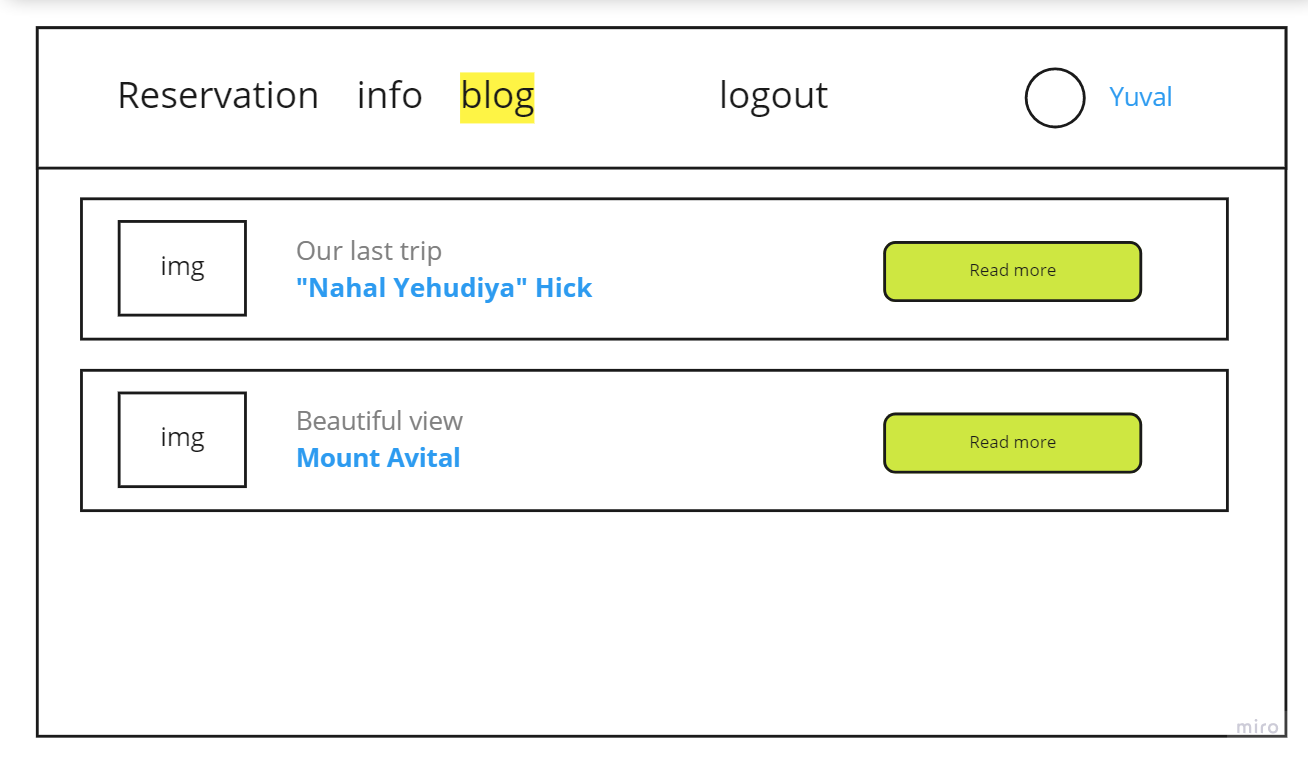 Reservation info blog logout Yuval
img
Our last trip
"Nahal Yehudiya" Hick
Read more
img
Beautiful view
Mount Avital
Read more
miro